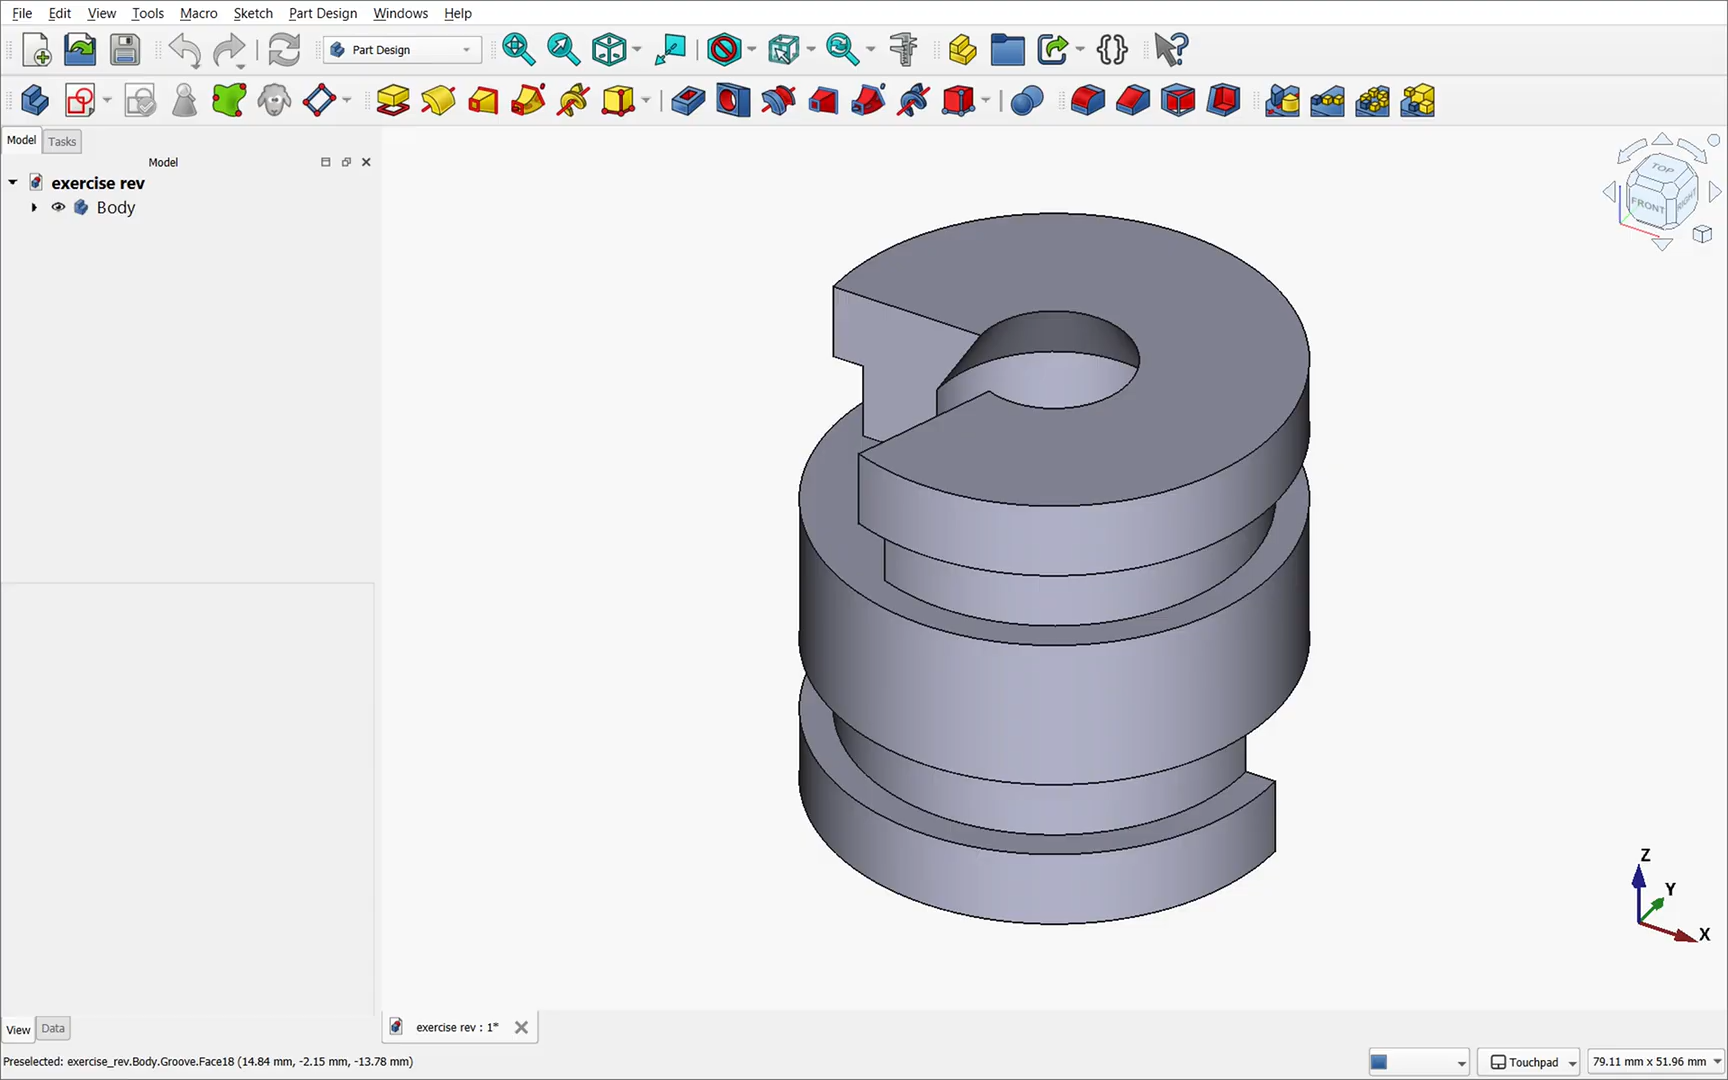 File Edit View Tools Macro Sketch Part Design Windows Help
Part Design
Model Tasks
Model
exercise rev
Body
TOP
FRONT RIGHT
Z
Y
X
View Data
exercise rev : 1*
Preselected: exercise_rev.Body.Groove.Face18 (14.84 mm, -2.15 mm, -13.78 mm)
Touchpad
79.11 mm x 51.96 mm